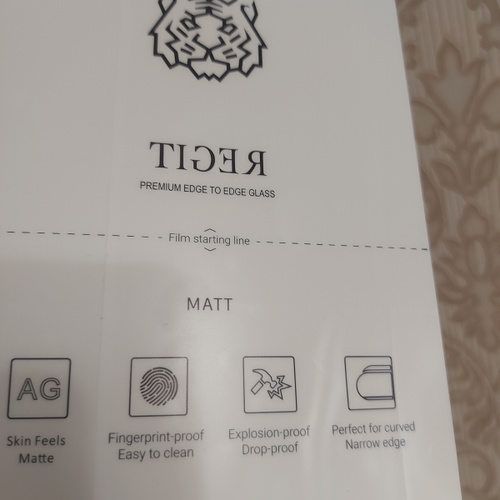 TIGER
PREMIUM EDGE TO EDGE GLASS
Film starting line
MATT
AG
Skin Feels
Matte
Fingerprint-proof
Easy to clean
Explosion-proof
Drop-proof
Perfect for curved
Narrow edge